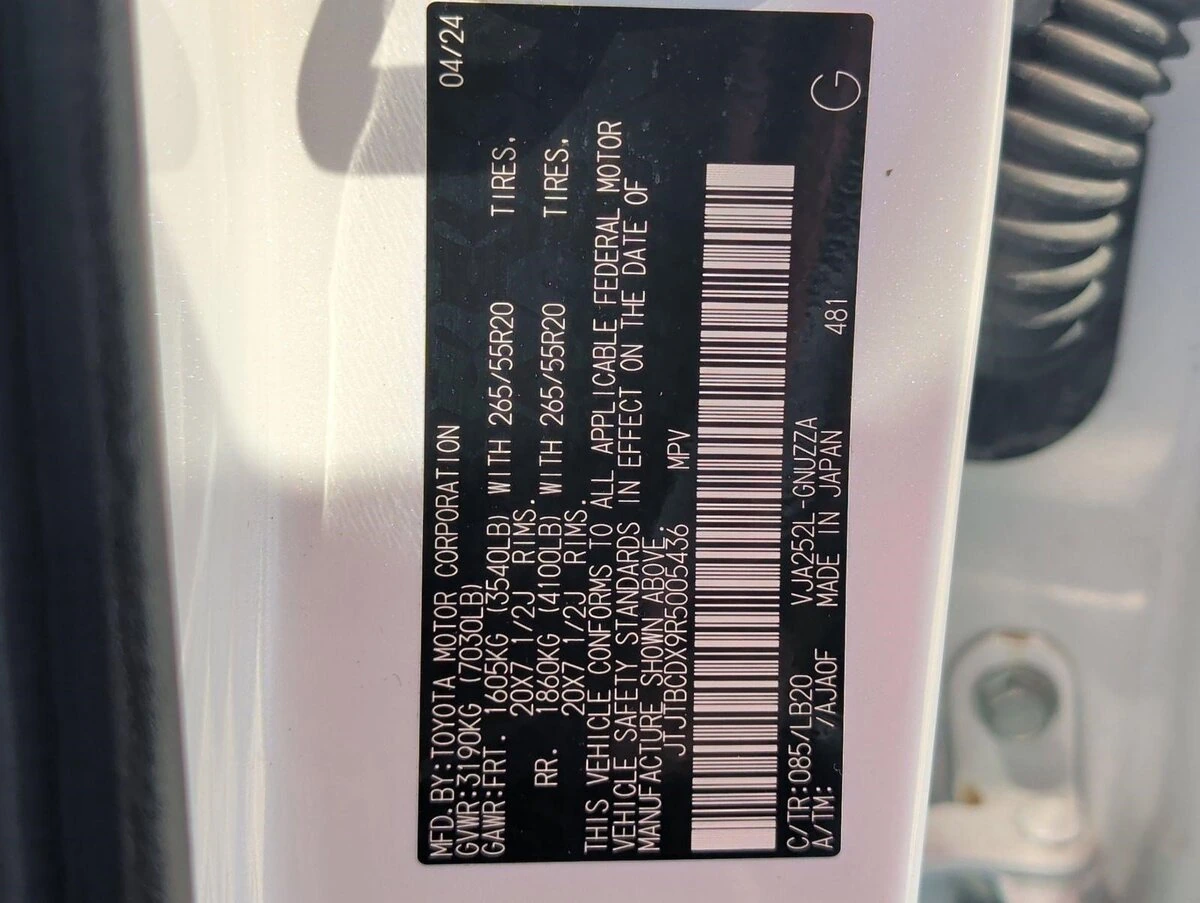 MFD.BY:TOYOTA MOTOR CORPORATION 04/24
GVWR:3190KG (7030LB)
GAWR:FRT. 1605KG (3540LB) WITH 265/55R20 TIRES,
20X7 1/2J RIMS.
RR. 1860KG (4100LB) WITH 265/55R20 TIRES,
20X7 1/2J RIMS.
THIS VEHICLE CONFORMS TO ALL APPLICABLE FEDERAL MOTOR
VEHICLE SAFETY STANDARDS IN EFFECT ON THE DATE OF
MANUFACTURE SHOWN ABOVE.
JTJTBCDX9R5005436 MPV
C/TR:085/LB20 VJA252L-GNUZZA
A/TM: -/AJA0F MADE IN JAPAN 481
G